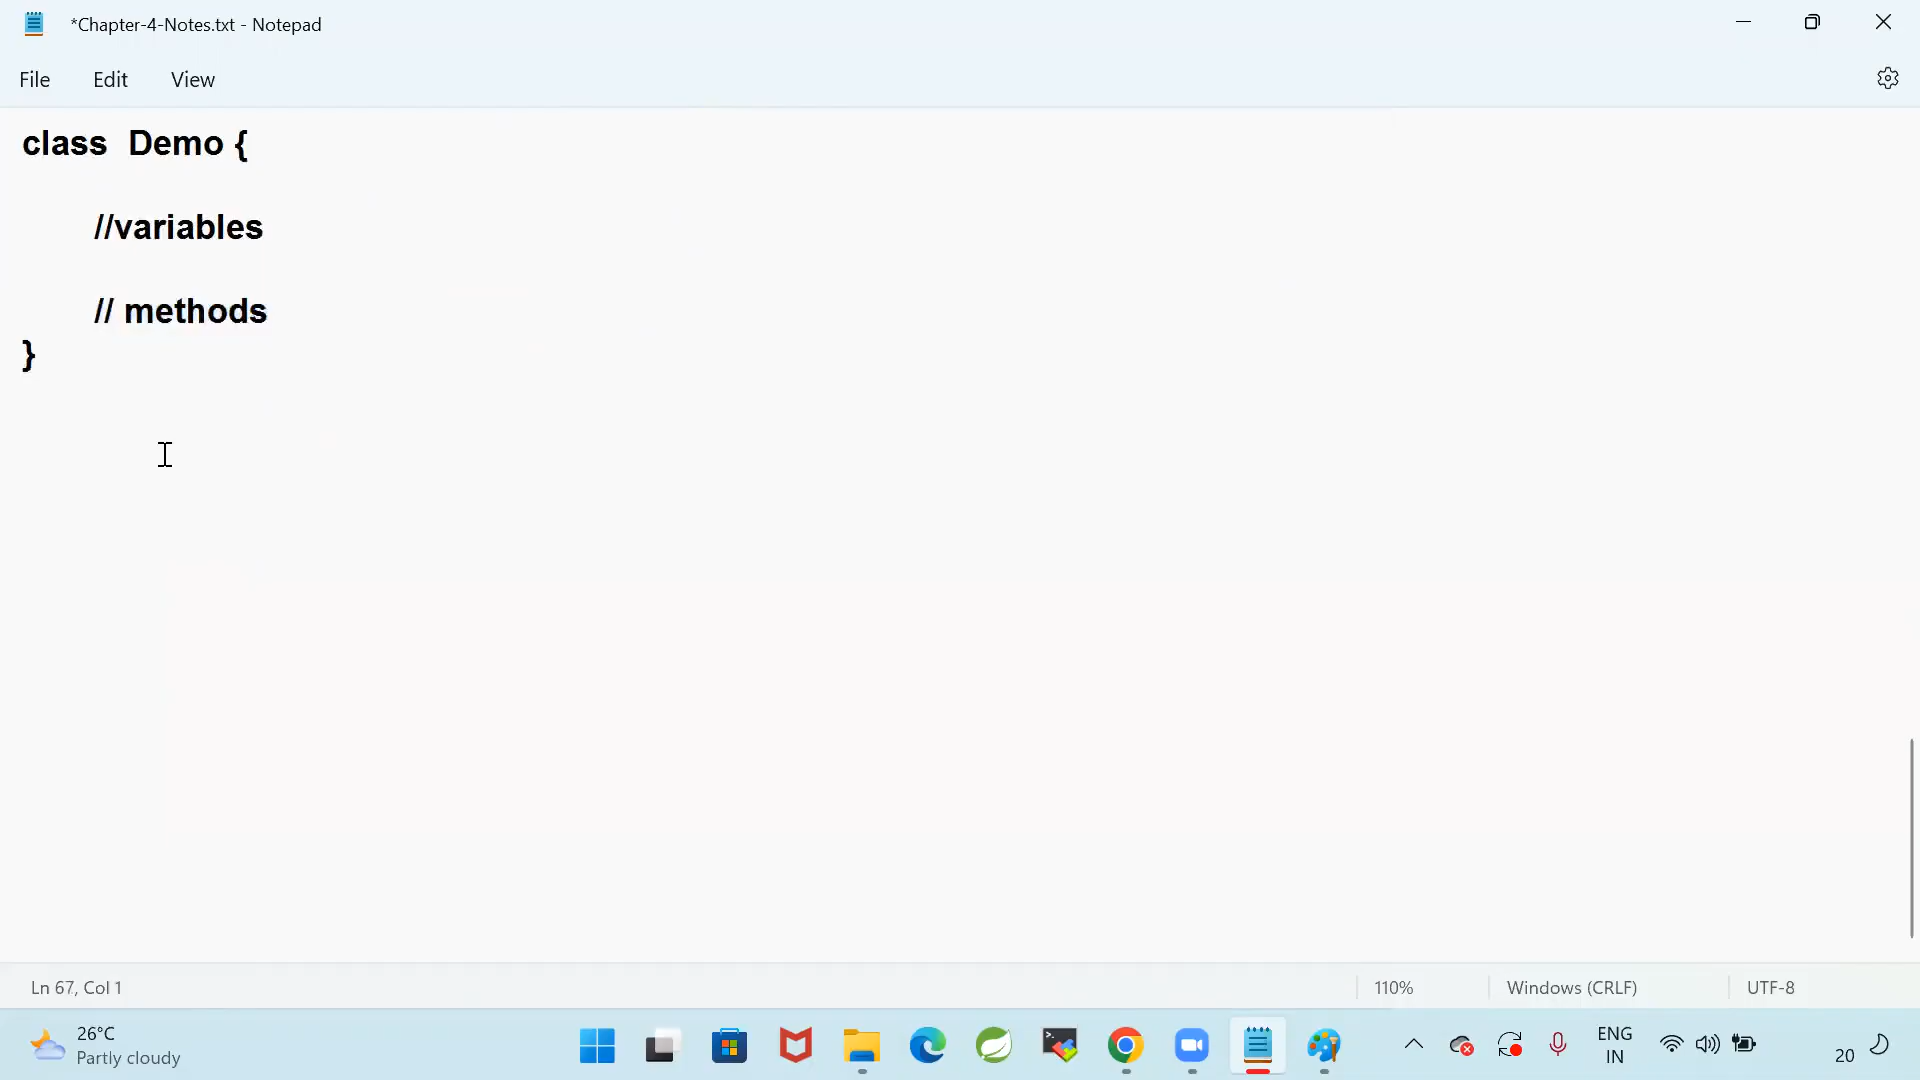 *Chapter-4-Notes.txt - Notepad
File Edit View
class  Demo {
//variables
// methods
}
Ln 67, Col 1 110% Windows (CRLF) UTF-8
26°C
Partly cloudy
ENG
IN
20